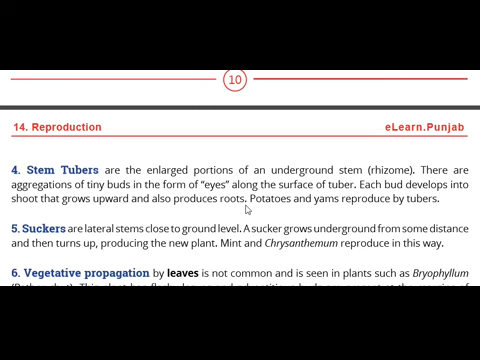 10
14. Reproduction eLearn.Punjab
4. Stem Tubers are the enlarged portions of an underground stem (rhizome). There are
aggregations of tiny buds in the form of “eyes” along the surface of tuber. Each bud develops into
shoot that grows upward and also produces roots. Potatoes and yams reproduce by tubers.
5. Suckers are lateral stems close to ground level. A sucker grows underground from some distance
and then turns up, producing the new plant. Mint and Chrysanthemum reproduce in this way.
6. Vegetative propagation by leaves is not common and is seen in plants such as Bryophyllum